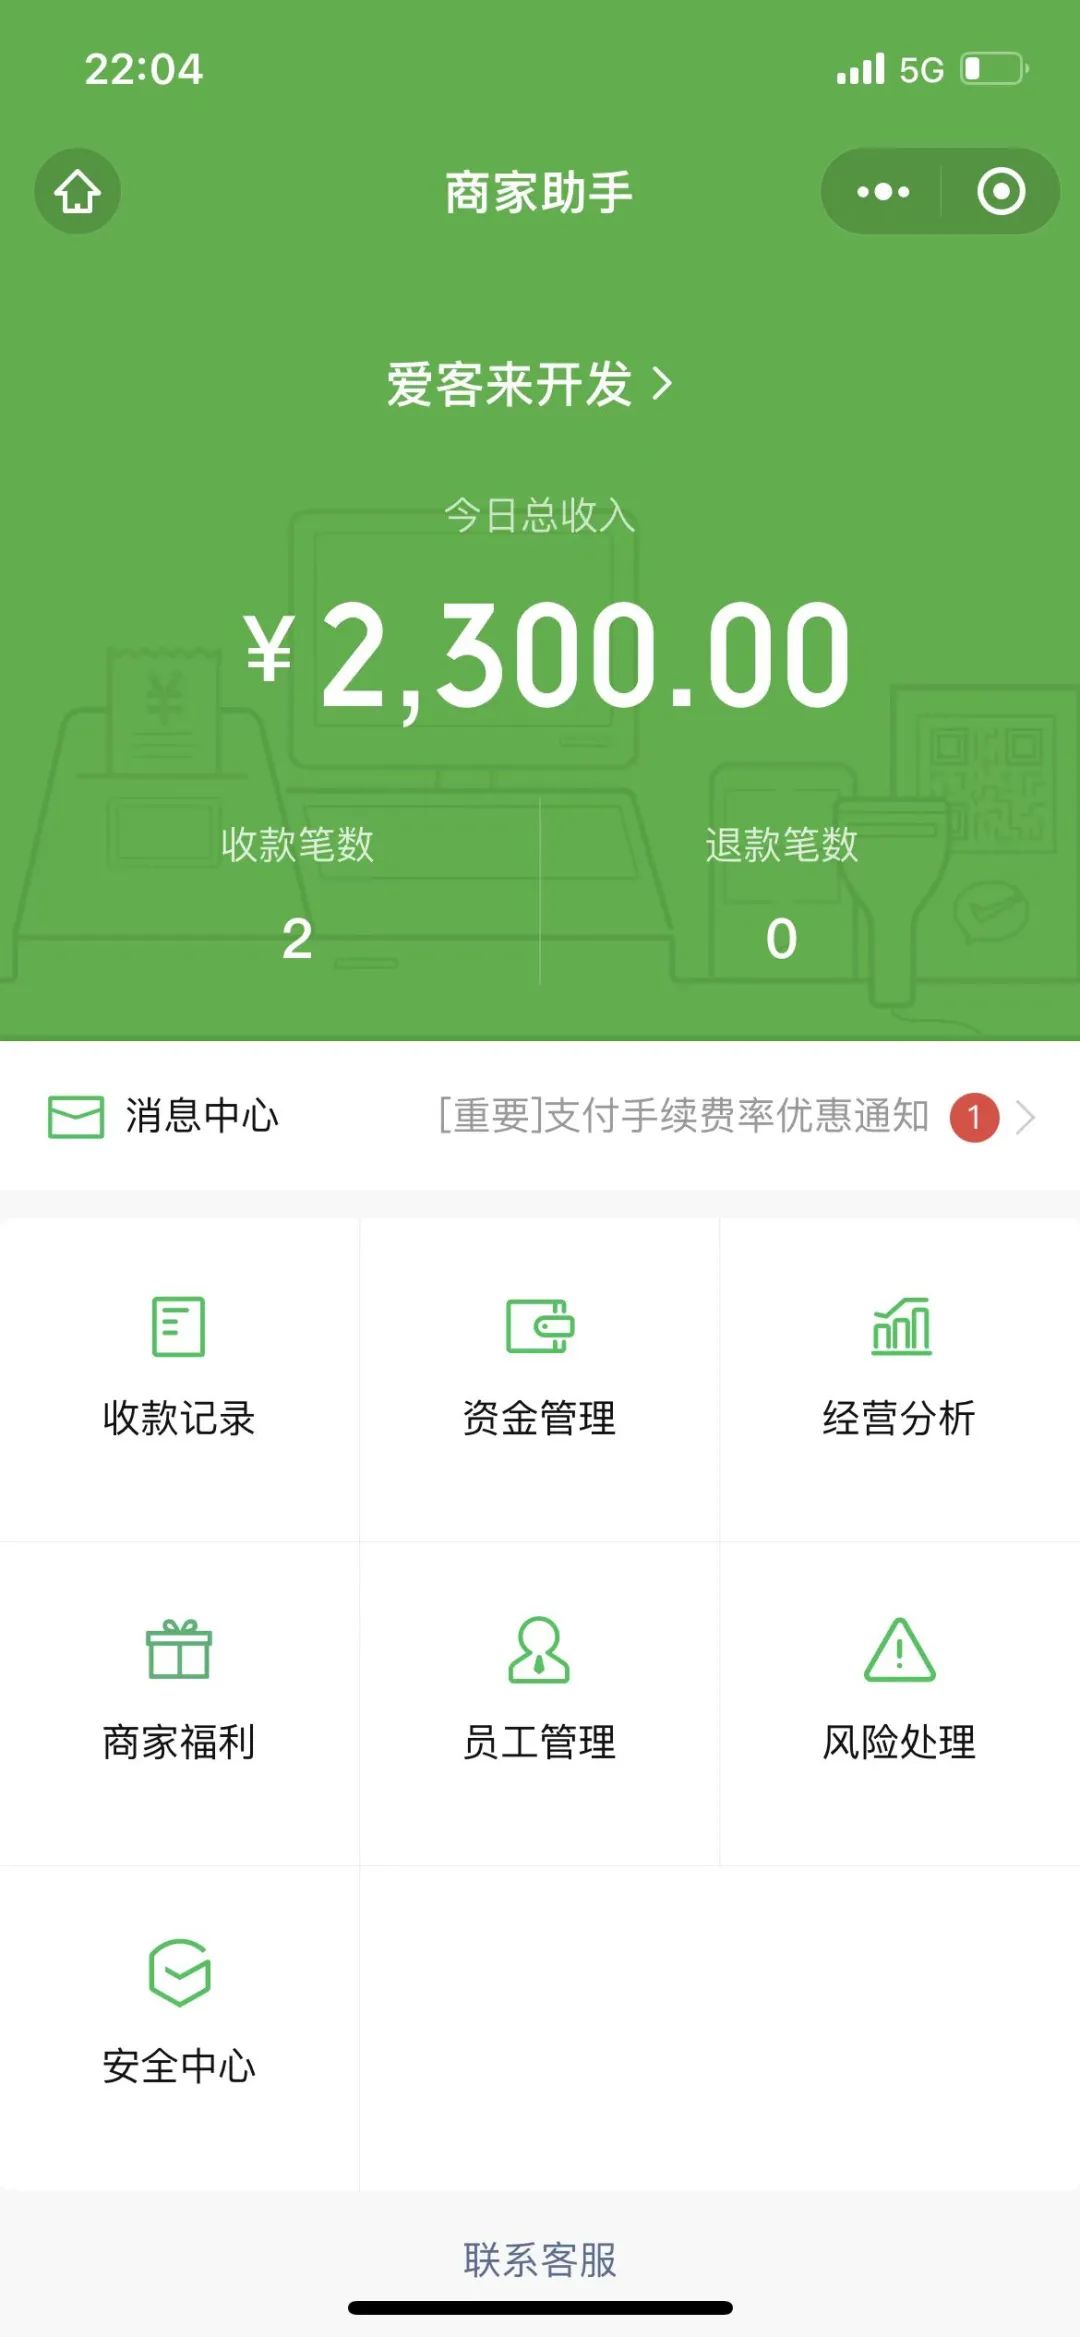 22:04 5G
商家助手
爱客来开发
今日总收入
¥2,300.00
收款笔数 退款笔数
2 0
消息中心 [重要]支付手续费率优惠通知 1
收款记录 资金管理 经营分析
商家福利 员工管理 风险处理
安全中心
联系客服